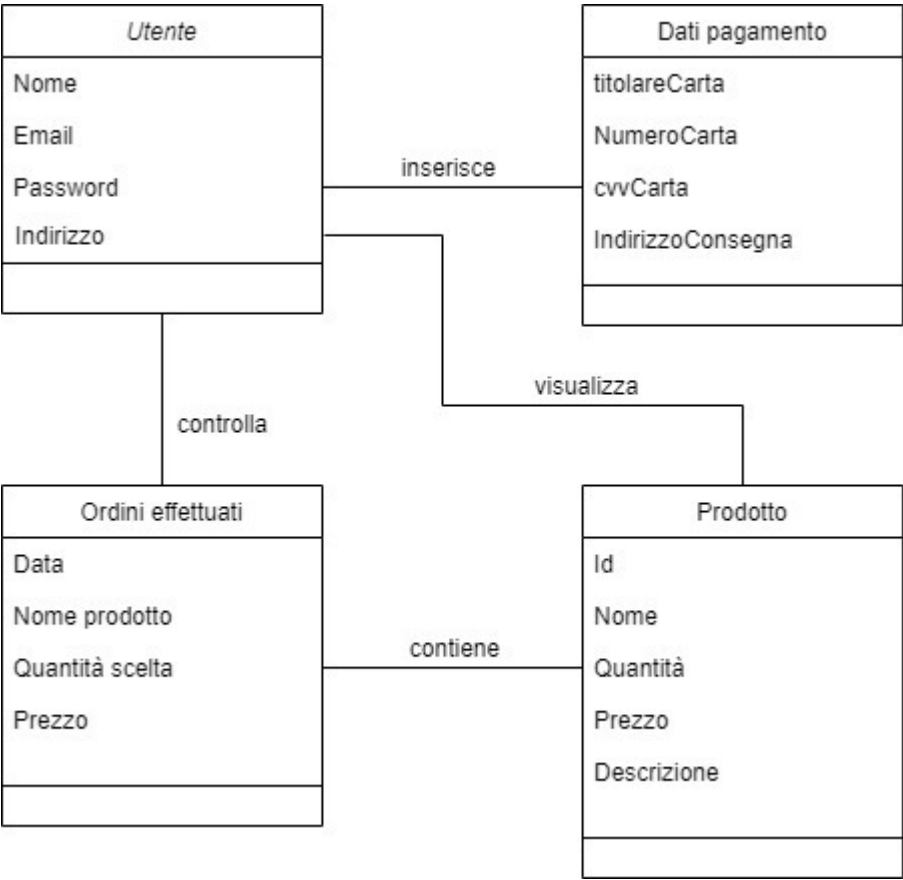 Utente
Nome
Email
Password
Indirizzo
inserisce
Dati pagamento
titolareCarta
NumeroCarta
cvvCarta
IndirizzoConsegna
visualizza
controlla
Ordini effettuati
Data
Nome prodotto
Quantità scelta
Prezzo
contiene
Prodotto
Id
Nome
Quantità
Prezzo
Descrizione